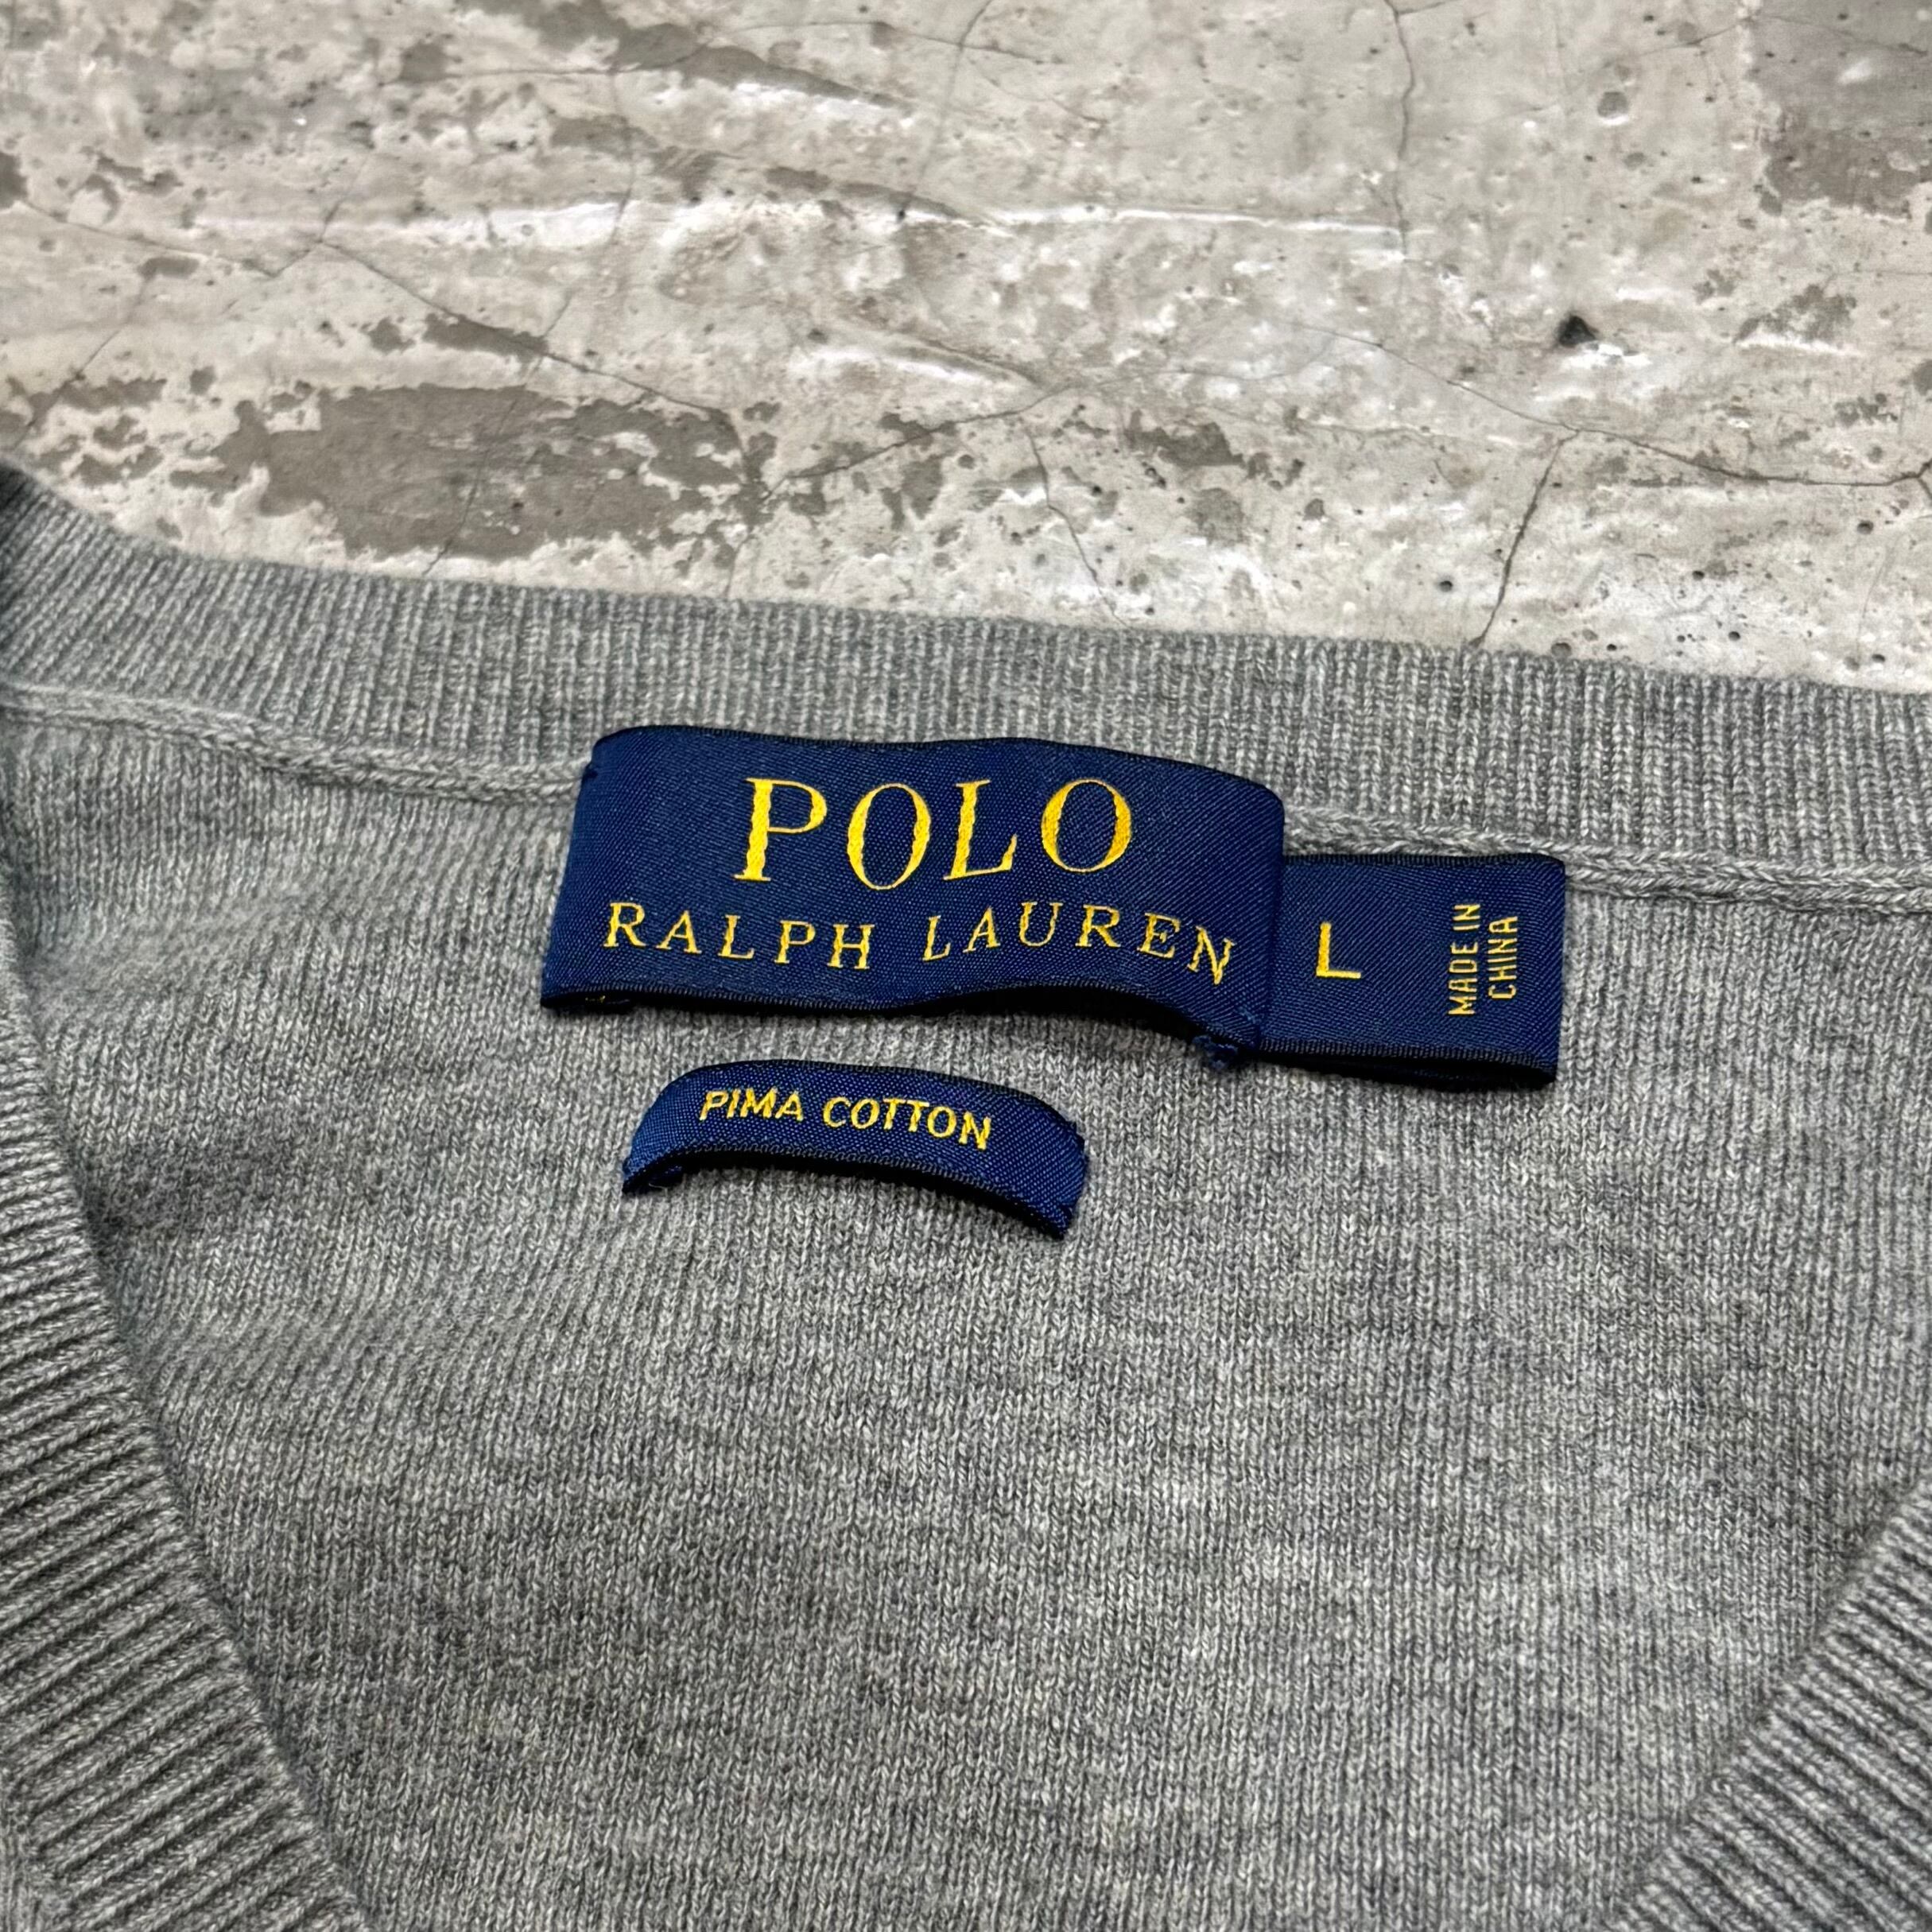 POLO
RALPH LAUREN
L
MADE IN
CHINA
PIMA COTTON